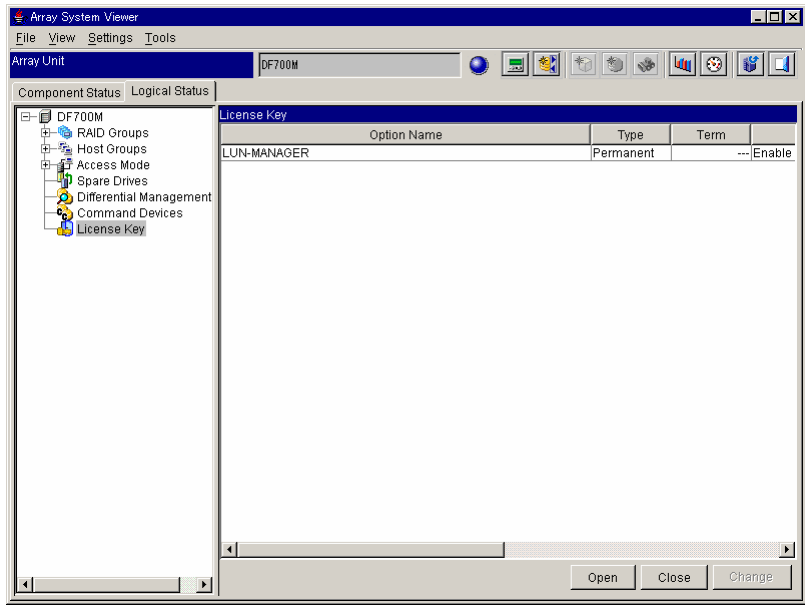 Array System Viewer
File View Settings Tools
Array Unit
DF700M
Component Status Logical Status
DF700M
RAID Groups
Host Groups
Access Mode
Spare Drives
Differential Management
Command Devices
License Key
License Key
Option Name Type Term
LUN-MANAGER Permanent --- Enable
Open Close Change